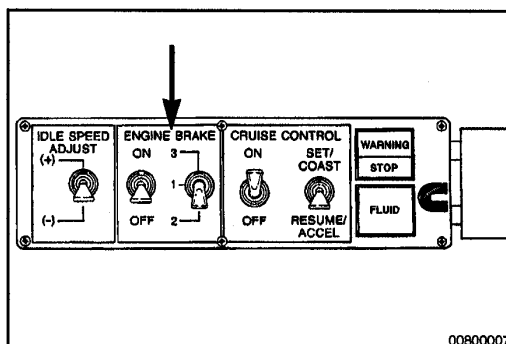 IDLE SPEED
ADJUST
(+)
(-)
ENGINE BRAKE
ON
OFF
3
1
2
CRUISE CONTROL
ON
OFF
SET/
COAST
RESUME/
ACCEL
WARNING
STOP
FLUID
00800007